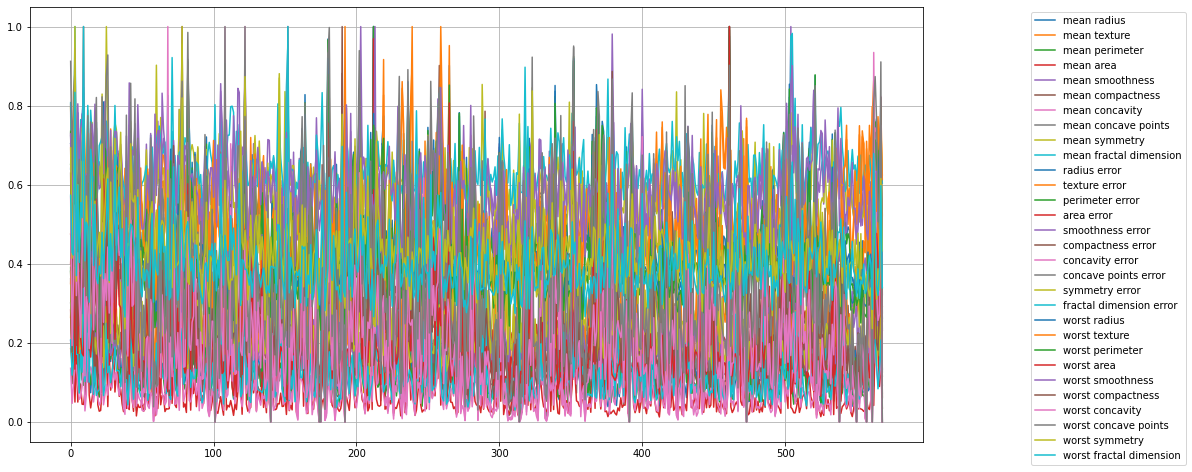 1.0
0.8
0.6
0.4
0.2
0.0
0
100
200
300
400
500
mean radius
mean texture
mean perimeter
mean area
mean smoothness
mean compactness
mean concavity
mean concave points
mean symmetry
mean fractal dimension
radius error
texture error
perimeter error
area error
smoothness error
compactness error
concavity error
concave points error
symmetry error
fractal dimension error
worst radius
worst texture
worst perimeter
worst area
worst smoothness
worst compactness
worst concavity
worst concave points
worst symmetry
worst fractal dimension